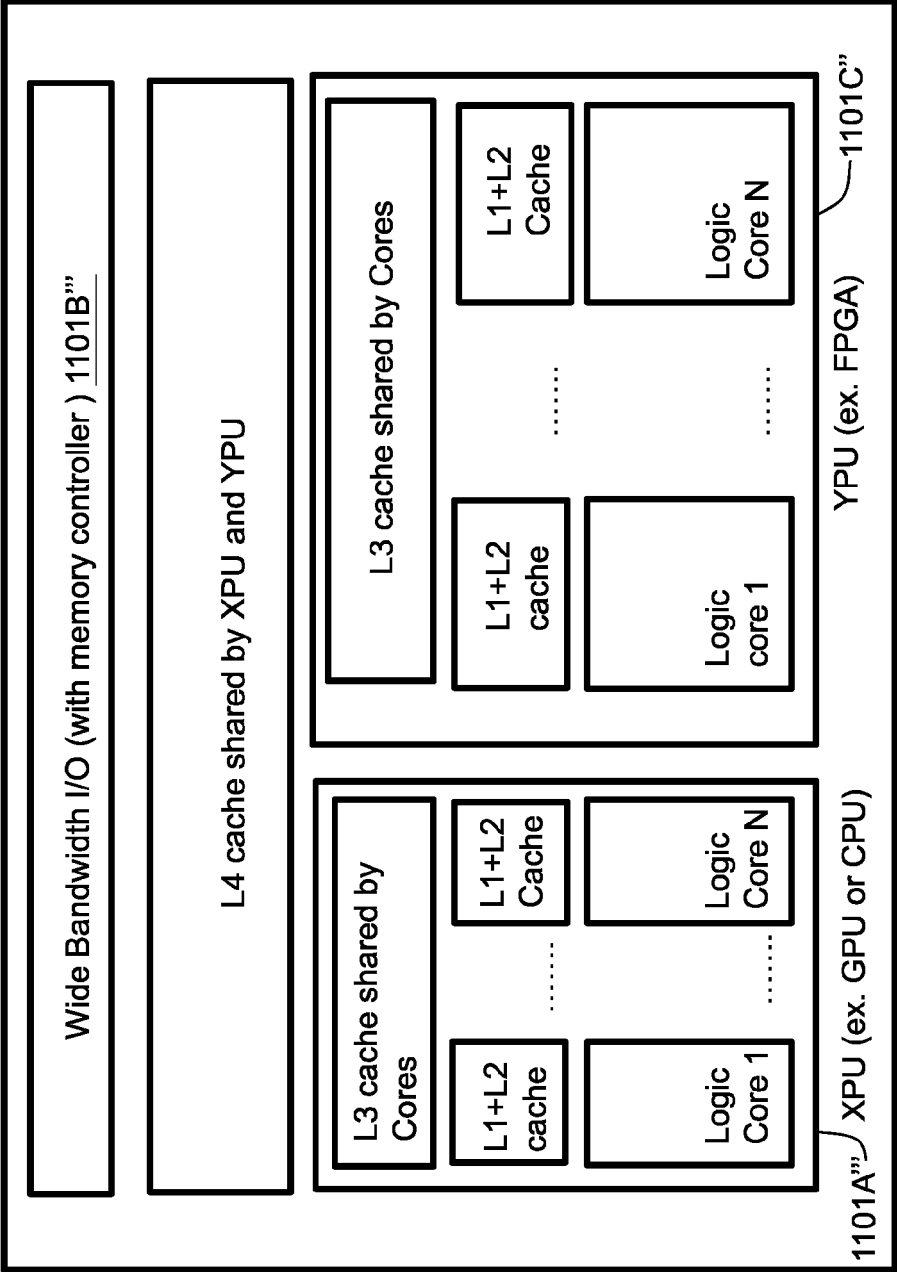 Wide Bandwidth I/O (with memory controller ) 1101B’’’
L4 cache shared by XPU and YPU
L3 cache shared by
Cores
L1+L2
cache
......
L1+L2
Cache
Logic
Core 1
......
Logic
Core N
1101A’’’
XPU (ex. GPU or CPU)
L3 cache shared by Cores
L1+L2
cache
......
L1+L2
Cache
Logic
core 1
......
Logic
Core N
YPU (ex. FPGA)
1101C’’